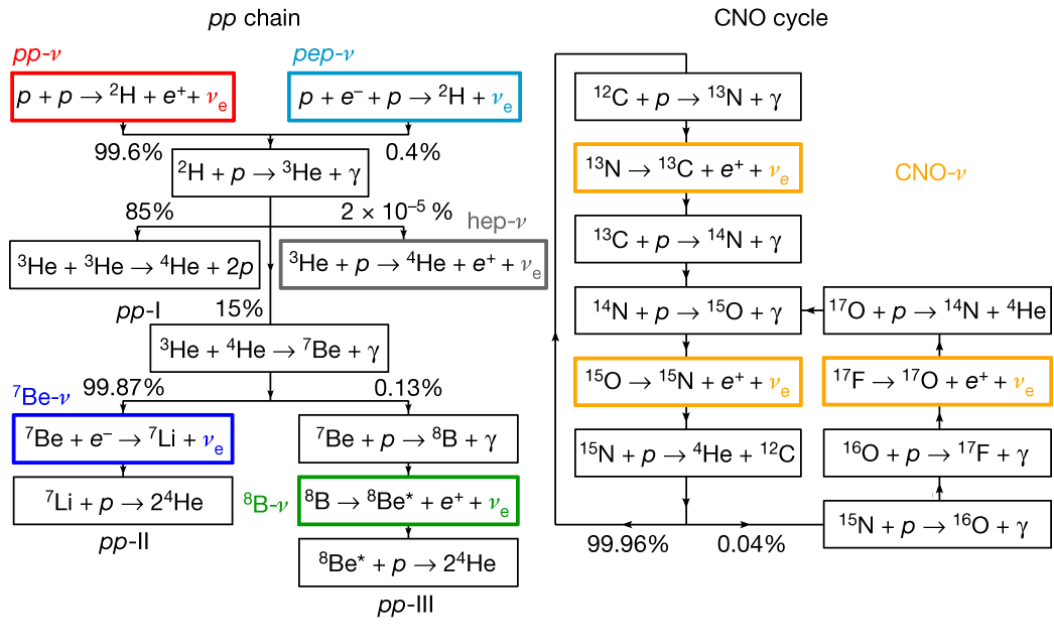 pp chain
pp-ν
pep-ν
p + p → ²H + e⁺ + νₑ
p + e⁻ + p → ²H + νₑ
99.6%
0.4%
²H + p → ³He + γ
85%
2 × 10⁻⁵ %
hep-ν
³He + ³He → ⁴He + 2p
³He + p → ⁴He + e⁺ + νₑ
pp-I
15%
³He + ⁴He → ⁷Be + γ
⁷Be-ν
99.87%
0.13%
⁷Be + e⁻ → ⁷Li + νₑ
⁷Be + p → ⁸B + γ
⁷Li + p → 2⁴He
⁸B-ν
⁸B → ⁸Be* + e⁺ + νₑ
pp-II
⁸Be* + p → 2⁴He
pp-III
CNO cycle
¹²C + p → ¹³N + γ
¹³N → ¹³C + e⁺ + νₑ
CNO-ν
¹³C + p → ¹⁴N + γ
¹⁴N + p → ¹⁵O + γ
¹⁷O + p → ¹⁴N + ⁴He
¹⁵O → ¹⁵N + e⁺ + νₑ
¹⁷F → ¹⁷O + e⁺ + νₑ
¹⁵N + p → ⁴He + ¹²C
¹⁶O + p → ¹⁷F + γ
99.96%
0.04%
¹⁵N + p → ¹⁶O + γ